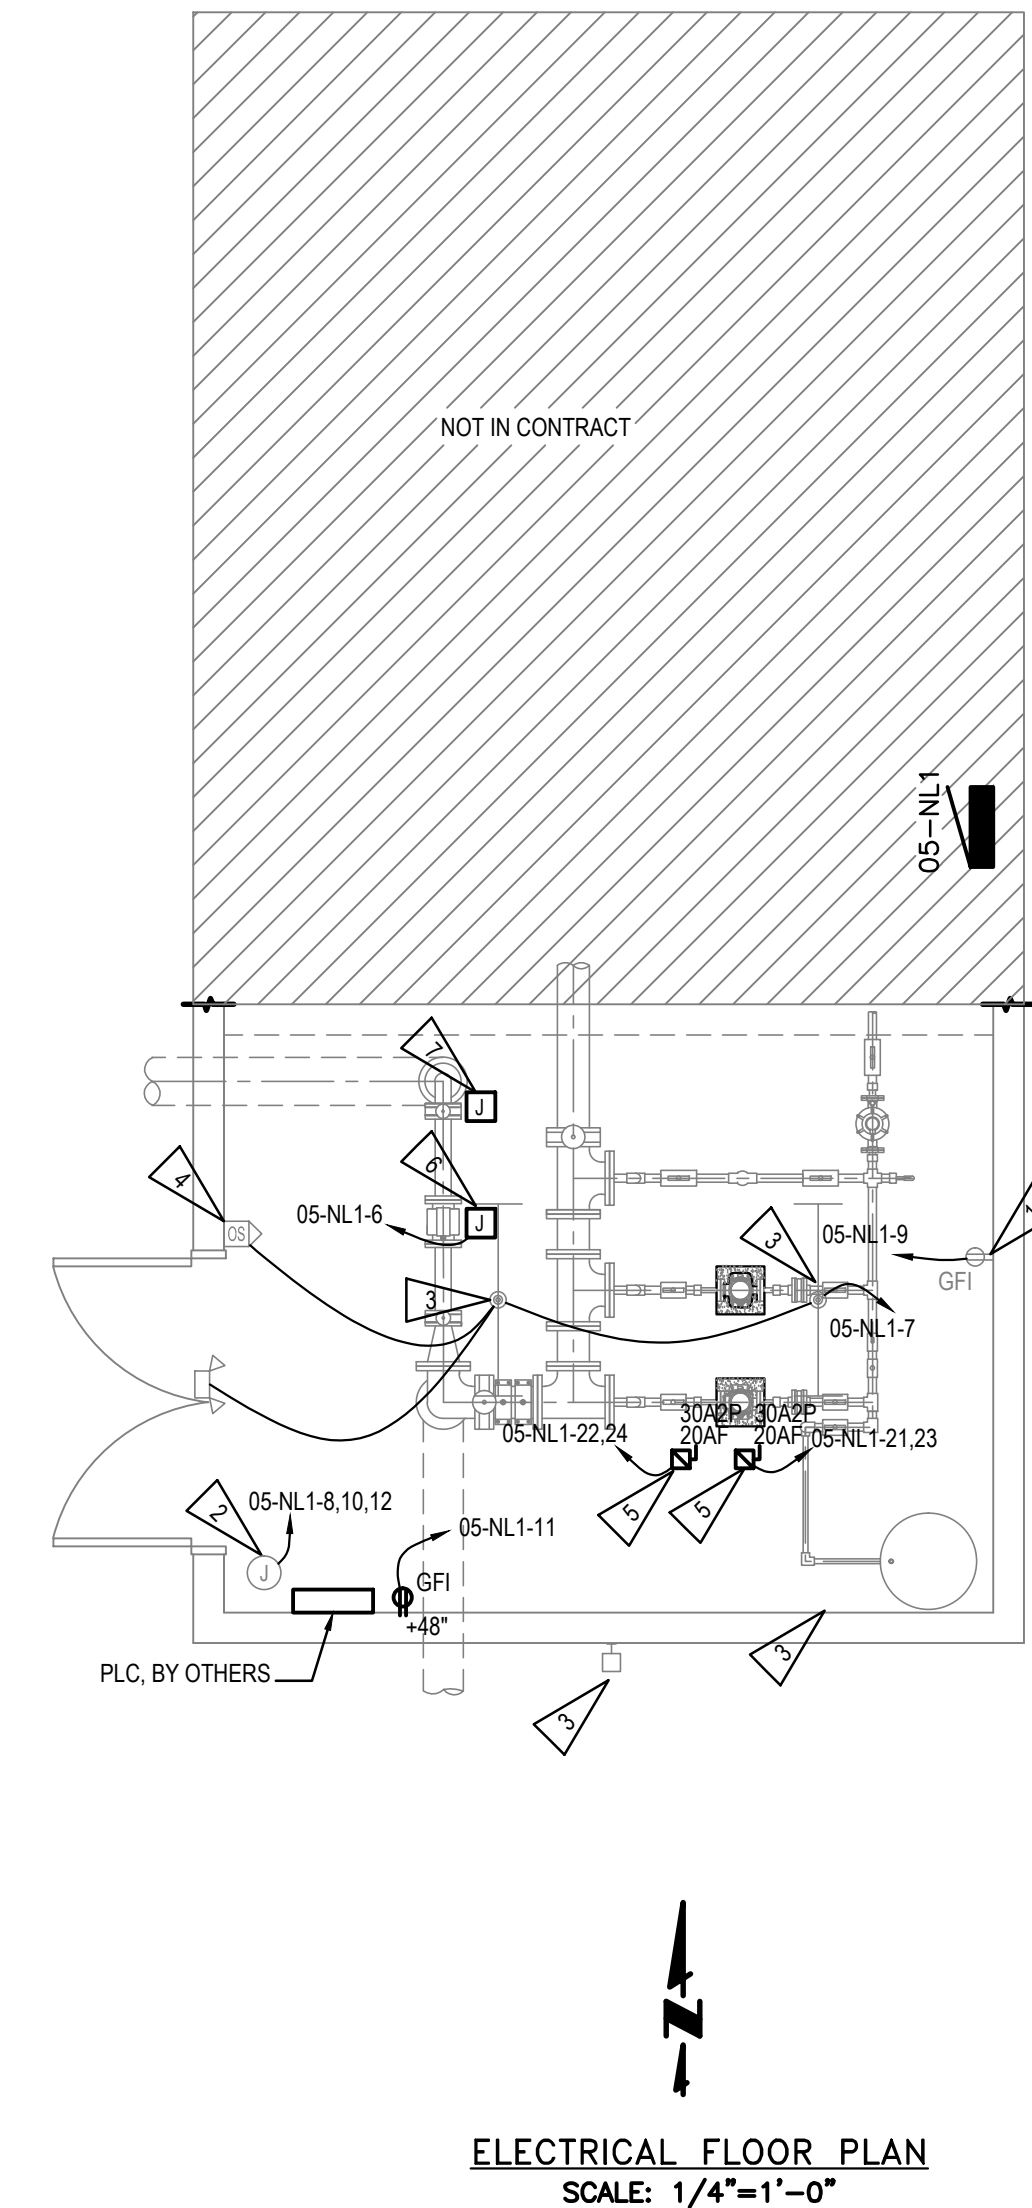 NOT IN CONTRACT
05-NL1
7
J
4
6
05-NL1-6
J
OS
3
05-NL1-9
1
GFI
3
05-NL1-7
30A2P
20AF
30A2P
20AF
05-NL1-22,24
05-NL1-21,23
5
5
2
05-NL1-8,10,12
05-NL1-11
J
GFI
+48"
PLC, BY OTHERS
3
3
N
ELECTRICAL FLOOR PLAN
SCALE: 1/4"=1'-0"